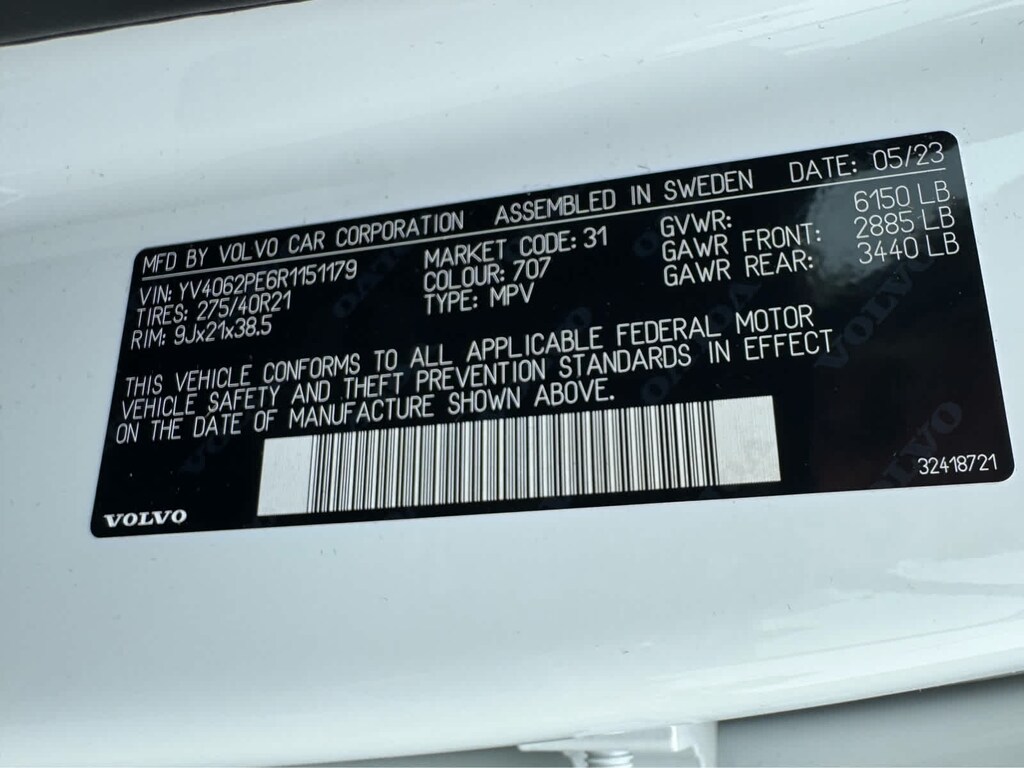 MFD BY VOLVO CAR CORPORATION ASSEMBLED IN SWEDEN DATE: 05/23
VIN: YV4062PE6R1151179 MARKET CODE: 31 GVWR: 6150 LB
TIRES: 275/40R21 COLOUR: 707 GAWR FRONT: 2885 LB
RIM: 9Jx21x38.5 TYPE: MPV GAWR REAR: 3440 LB
THIS VEHICLE CONFORMS TO ALL APPLICABLE FEDERAL MOTOR
VEHICLE SAFETY AND THEFT PREVENTION STANDARDS IN EFFECT
ON THE DATE OF MANUFACTURE SHOWN ABOVE.
32418721
VOLVO